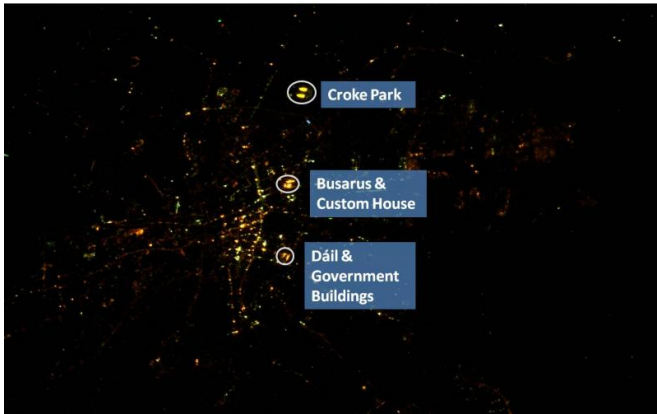 Croke Park
Busarus &
Custom House
Dáil &
Government
Buildings